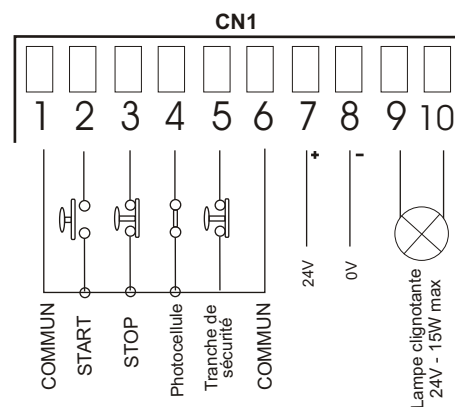 CN1
1 2 3 4 5 6 7 8 9 10
+ -
COMMUN
START
STOP
Photocellule
Tranche de
sécurité
COMMUN
24V
0V
Lampe clignotante
24V - 15W max